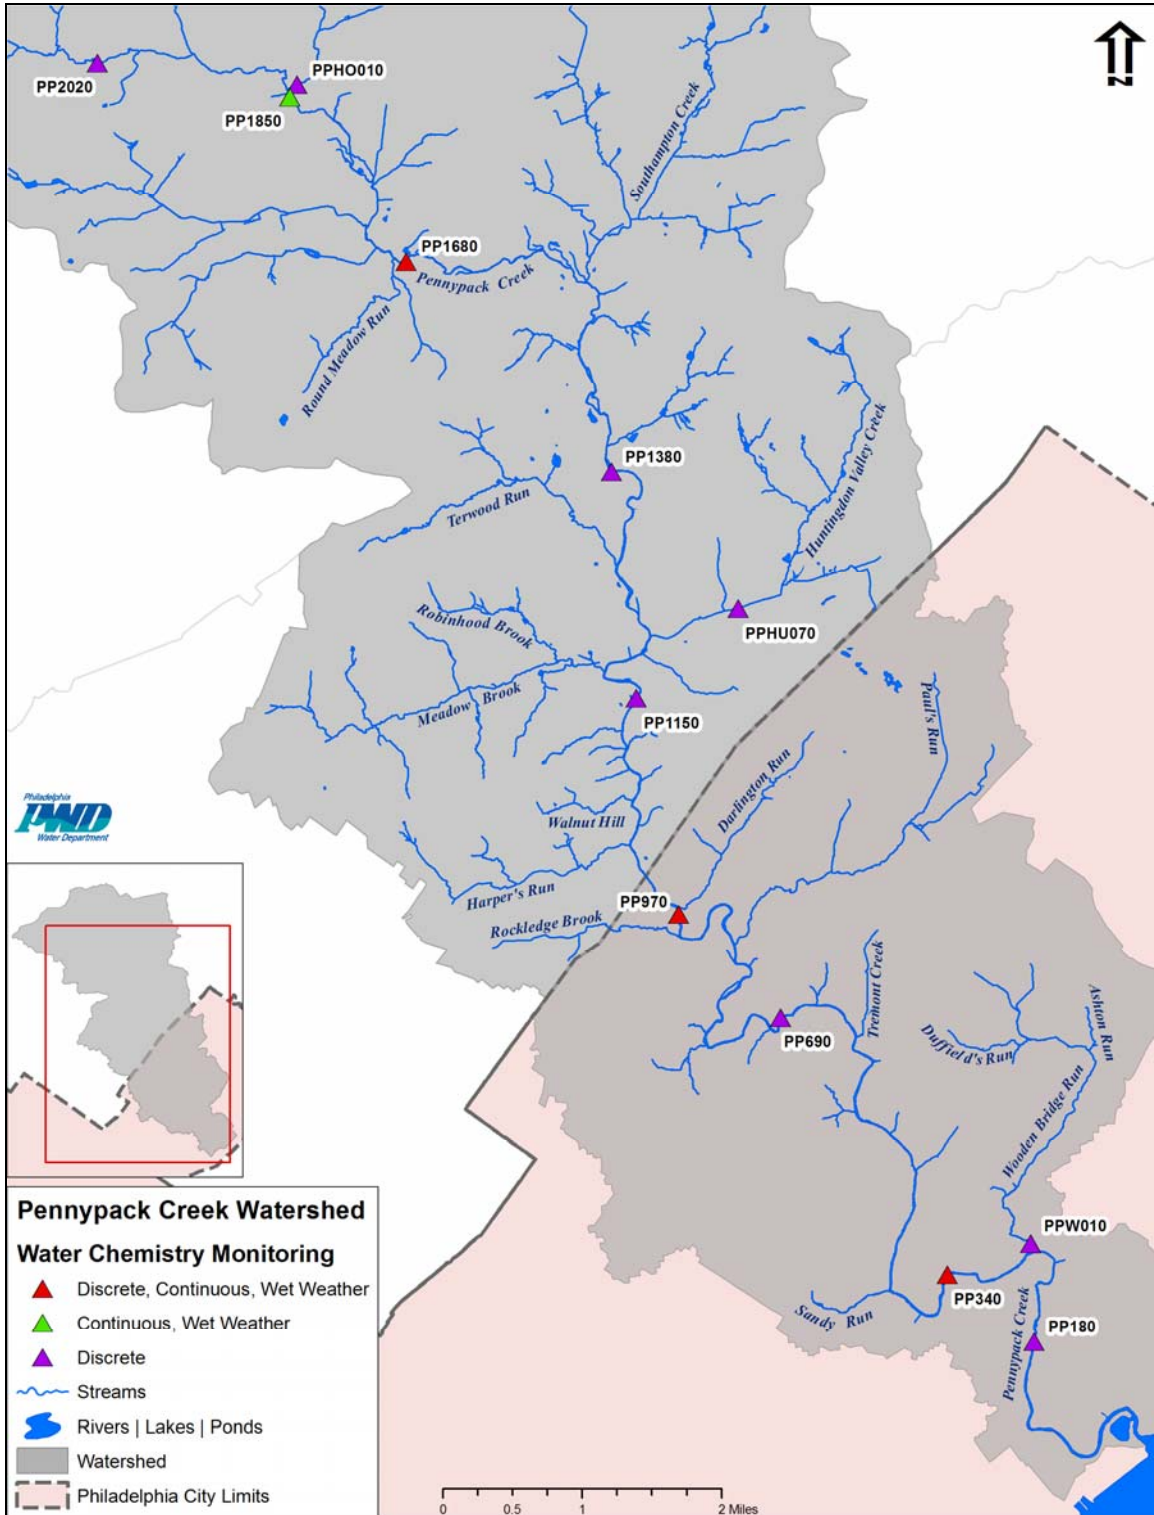 N
PPHO010
PP2020
PP1850
Southampton Creek
PP1680
Pennypack Creek
Round Meadow Run
PP1380
Huntingdon Valley Creek
Terwood Run
Robinhood Brook
PPHU070
Meadow Brook
Paul's Run
PP1150
Darlington Run
Philadelphia
PWD
Water Department
Walnut Hill
Harper's Run
PP970
Rockledge Brook
Tremont Creek
Ashton Run
PP690
Duffield's Run
Wooden Bridge Run
PPW010
PP340
Sandy Run
Pennypack Creek
PP180
Pennypack Creek Watershed
Water Chemistry Monitoring
Discrete, Continuous, Wet Weather
Continuous, Wet Weather
Discrete
Streams
Rivers | Lakes | Ponds
Watershed
Philadelphia City Limits
0 0.5 1 2 Miles